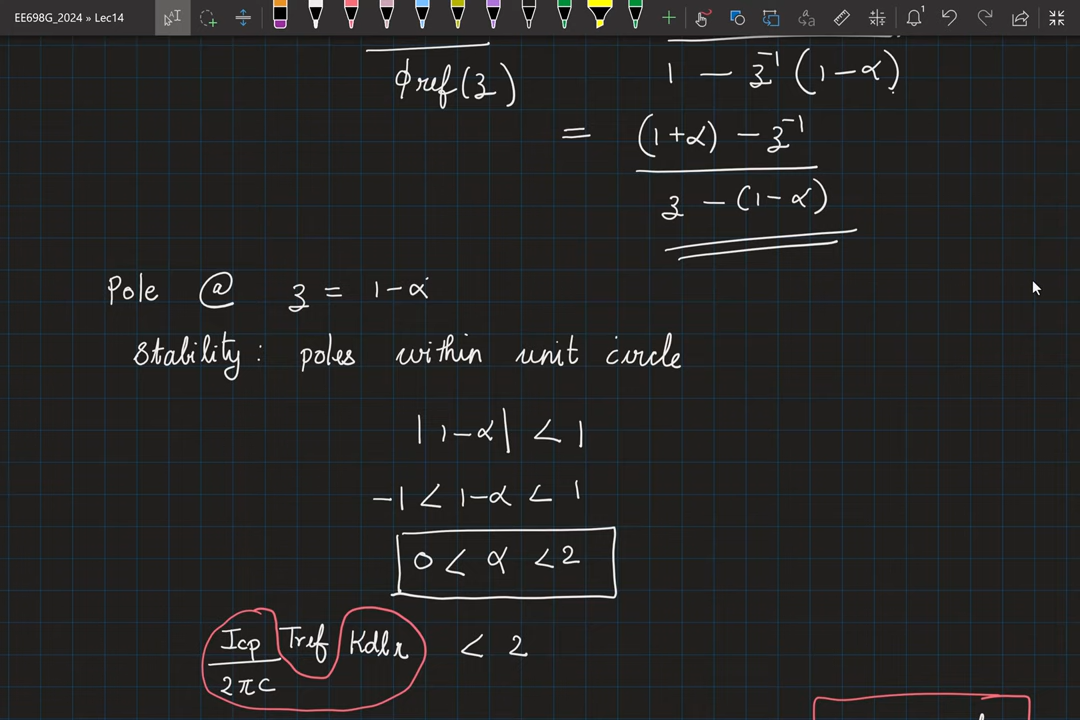 EE698G_2024 » Lec14
ϕref(z)
1 − z⁻¹(1−α)
= (1+α) − z⁻¹
z − (1−α)
Pole @ z = 1−α
Stability: poles within unit circle
|1−α| < 1
−1 < 1−α < 1
0 < α < 2
Icp Tref Kdlr < 2
2πC